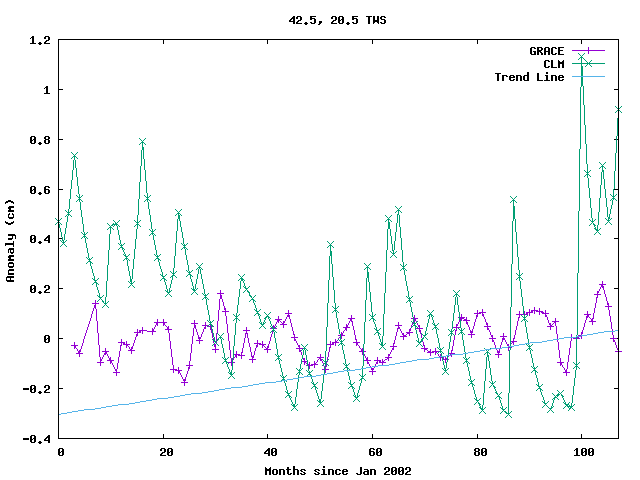 42.5, 20.5 TWS
GRACE
CLM
Trend Line
1.2
1
0.8
0.6
0.4
0.2
0
-0.2
-0.4
Anomaly (cm)
0 20 40 60 80 100
Months since Jan 2002